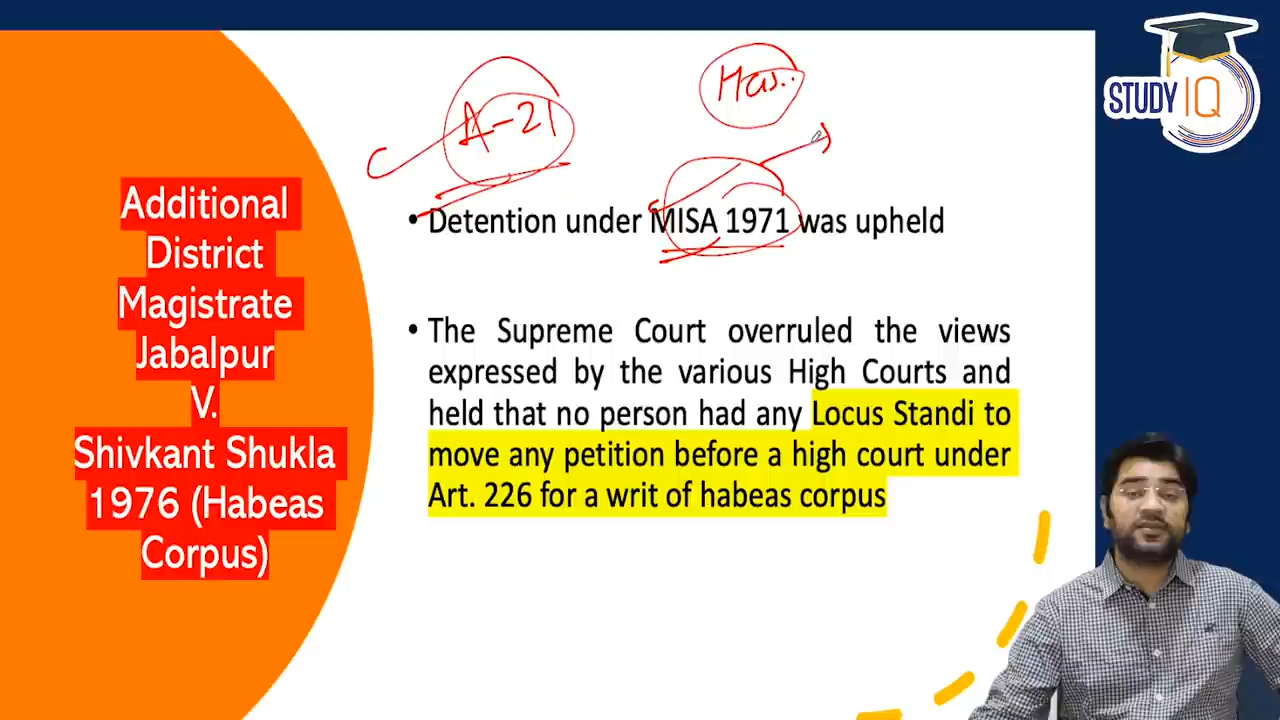 STUDY IQ
Additional
District
Magistrate
Jabalpur
V.
Shivkant Shukla
1976 (Habeas
Corpus)
A-21
• Detention under MISA 1971 was upheld
• The Supreme Court overruled the views
expressed by the various High Courts and
held that no person had any Locus Standi to
move any petition before a high court under
Art. 226 for a writ of habeas corpus